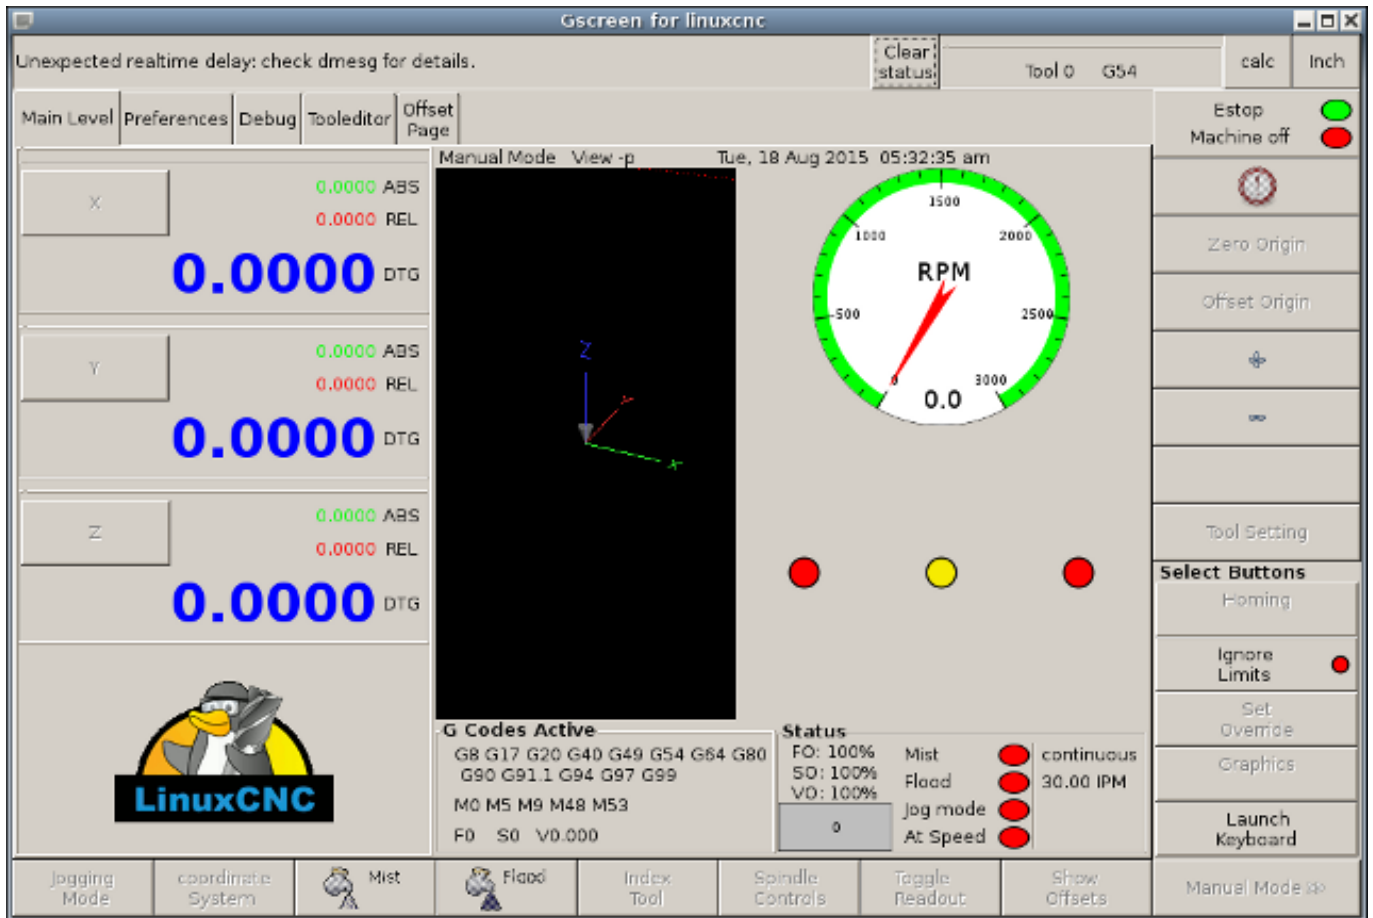 Gscreen for linuxcnc
Unexpected realtime delay: check dmesg for details.
Clear
status
Tool 0 G54
calc
Inch
Main Level
Preferences
Debug
Tooleditor
Offset
Page
Estop
Machine off
Manual Mode View -p Tue, 18 Aug 2015 05:32:35 am
X
0.0000 ABS
0.0000 REL
0.0000 DTG
Y
0.0000 ABS
0.0000 REL
0.0000 DTG
Z
0.0000 ABS
0.0000 REL
0.0000 DTG
LinuxCNC
Z
Y
X
1500
1000
2000
RPM
500
2500
0
3000
0.0
G Codes Active
G8 G17 G20 G40 G49 G54 G64 G80
G90 G91.1 G94 G97 G99
M0 M5 M9 M48 M53
F0 S0 V0.000
Status
FO: 100%
SO: 100%
VO: 100%
0
Mist
Flood
Jog mode
At Speed
continuous
30.00 IPM
Zero Origin
Offset Origin
Tool Setting
Select Buttons
Homing
Ignore
Limits
Set
Override
Graphics
Launch
Keyboard
Jogging
Mode
coordinate
System
Mist
Flood
Index
Tool
Spindle
Controls
Toggle
Readout
Show
Offsets
Manual Mode >>